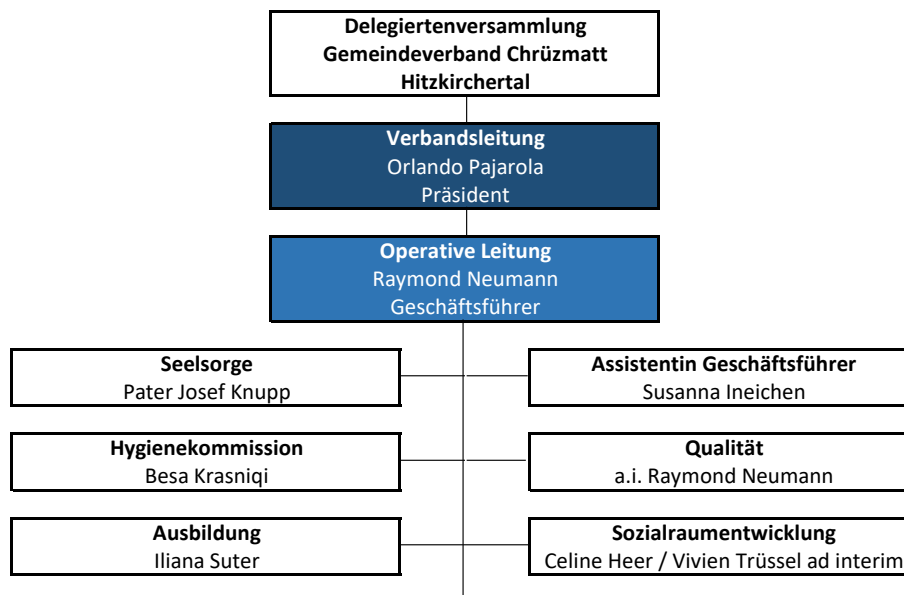 Delegiertenversammlung
Gemeindeverband Chrüzmatt
Hitzkirchertal
Verbandsleitung
Orlando Pajarola
Präsident
Operative Leitung
Raymond Neumann
Geschäftsführer
Seelsorge
Pater Josef Knupp
Assistentin Geschäftsführer
Susanna Ineichen
Hygienekommission
Besa Krasniqi
Qualität
a.i. Raymond Neumann
Ausbildung
Iliana Suter
Sozialraumentwicklung
Celine Heer / Vivien Trüssel ad interim